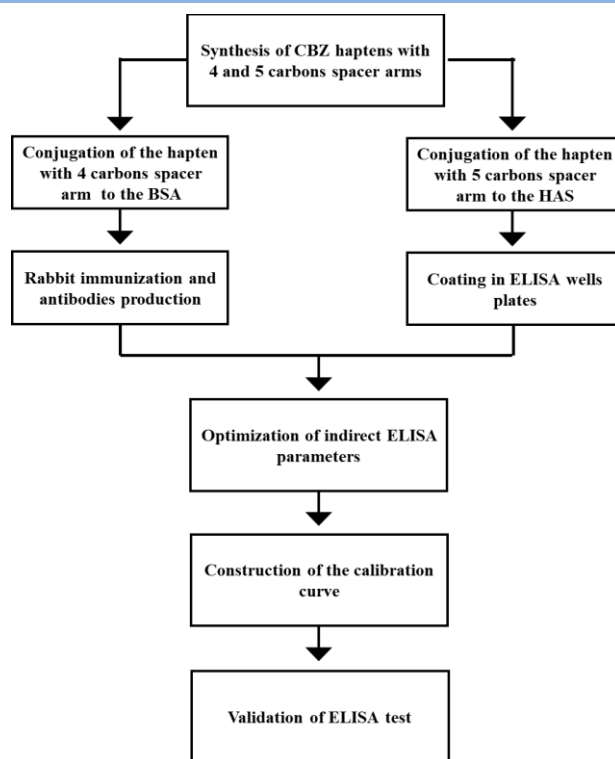 Synthesis of CBZ haptens with
4 and 5 carbons spacer arms
Conjugation of the hapten
with 4 carbons spacer
arm to the BSA
Conjugation of the hapten
with 5 carbons spacer
arm to the HAS
Rabbit immunization and
antibodies production
Coating in ELISA wells
plates
Optimization of indirect ELISA
parameters
Construction of the calibration
curve
Validation of ELISA test